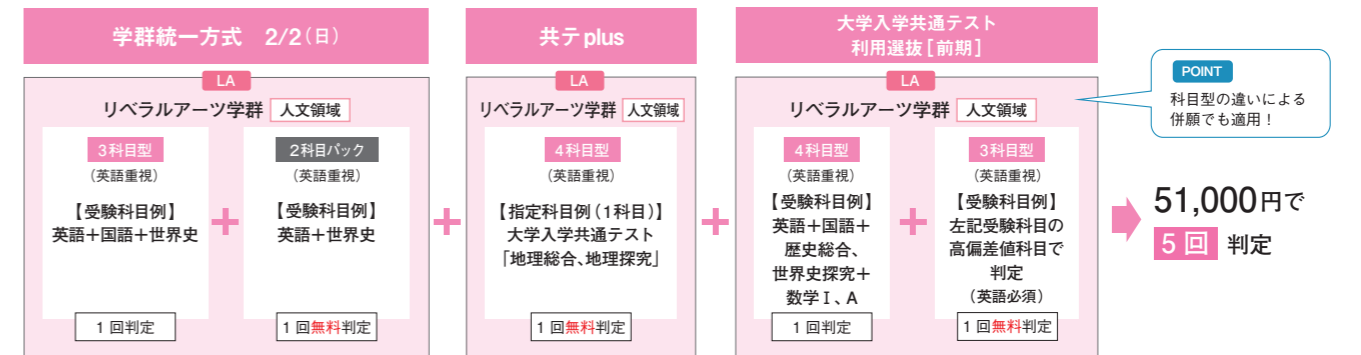 学群統一方式 2/2(日)
LA
リベラルアーツ学群 人文領域
3科目型
(英語重視)
【受験科目例】
英語+国語+世界史
1回判定
+
2科目パック
(英語重視)
【受験科目例】
英語+世界史
1回無料判定
+
共テplus
LA
リベラルアーツ学群 人文領域
4科目型
(英語重視)
【指定科目例(1科目)】
大学入学共通テスト
「地理総合、地理探究」
1回無料判定
+
大学入学共通テスト
利用選抜[前期]
LA
リベラルアーツ学群 人文領域
4科目型
(英語重視)
【受験科目例】
英語+国語+
歴史総合、
世界史探究+
数学Ⅰ、A
1回判定
+
3科目型
(英語重視)
【受験科目例】
左記受験科目の
高偏差値科目で
判定
(英語必須)
1回無料判定
POINT
科目型の違いによる
併願でも適用!
51,000円で
5回 判定